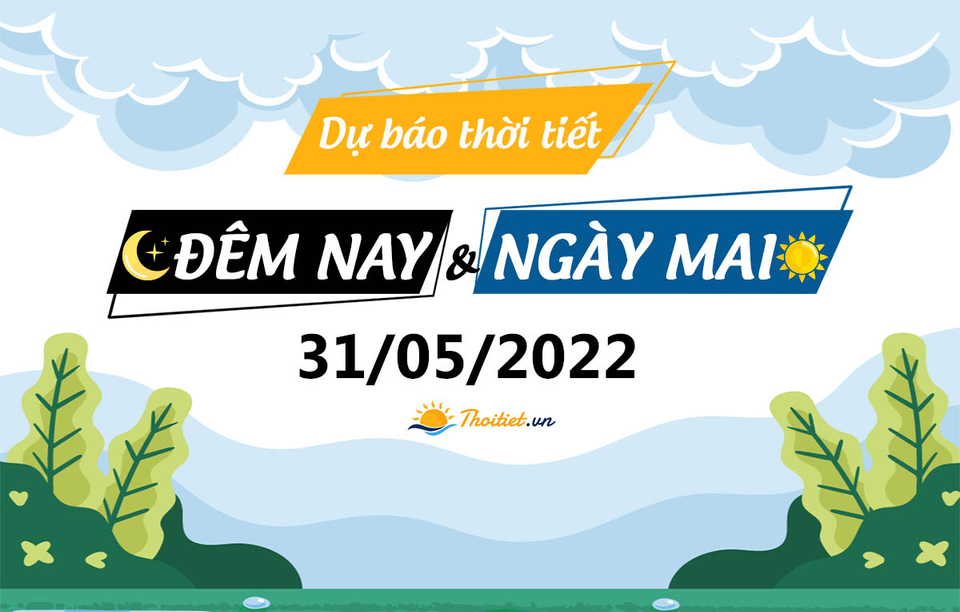 Dự báo thời tiết
ĐÊM NAY & NGÀY MAI
31/05/2022
Thoitiet.vn